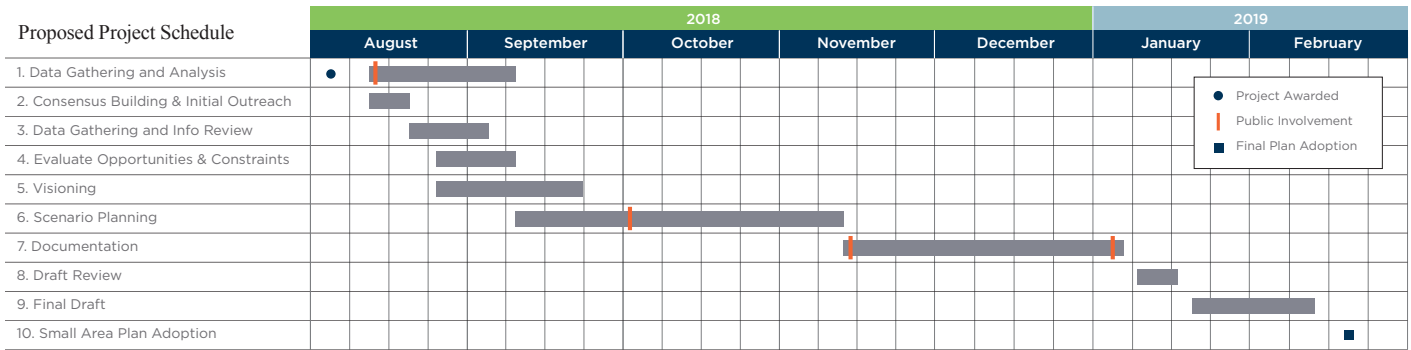 Proposed Project Schedule
2018 2019
August September October November December January February
1. Data Gathering and Analysis
2. Consensus Building & Initial Outreach
3. Data Gathering and Info Review
4. Evaluate Opportunities & Constraints
5. Visioning
6. Scenario Planning
7. Documentation
8. Draft Review
9. Final Draft
10. Small Area Plan Adoption
Project Awarded
Public Involvement
Final Plan Adoption